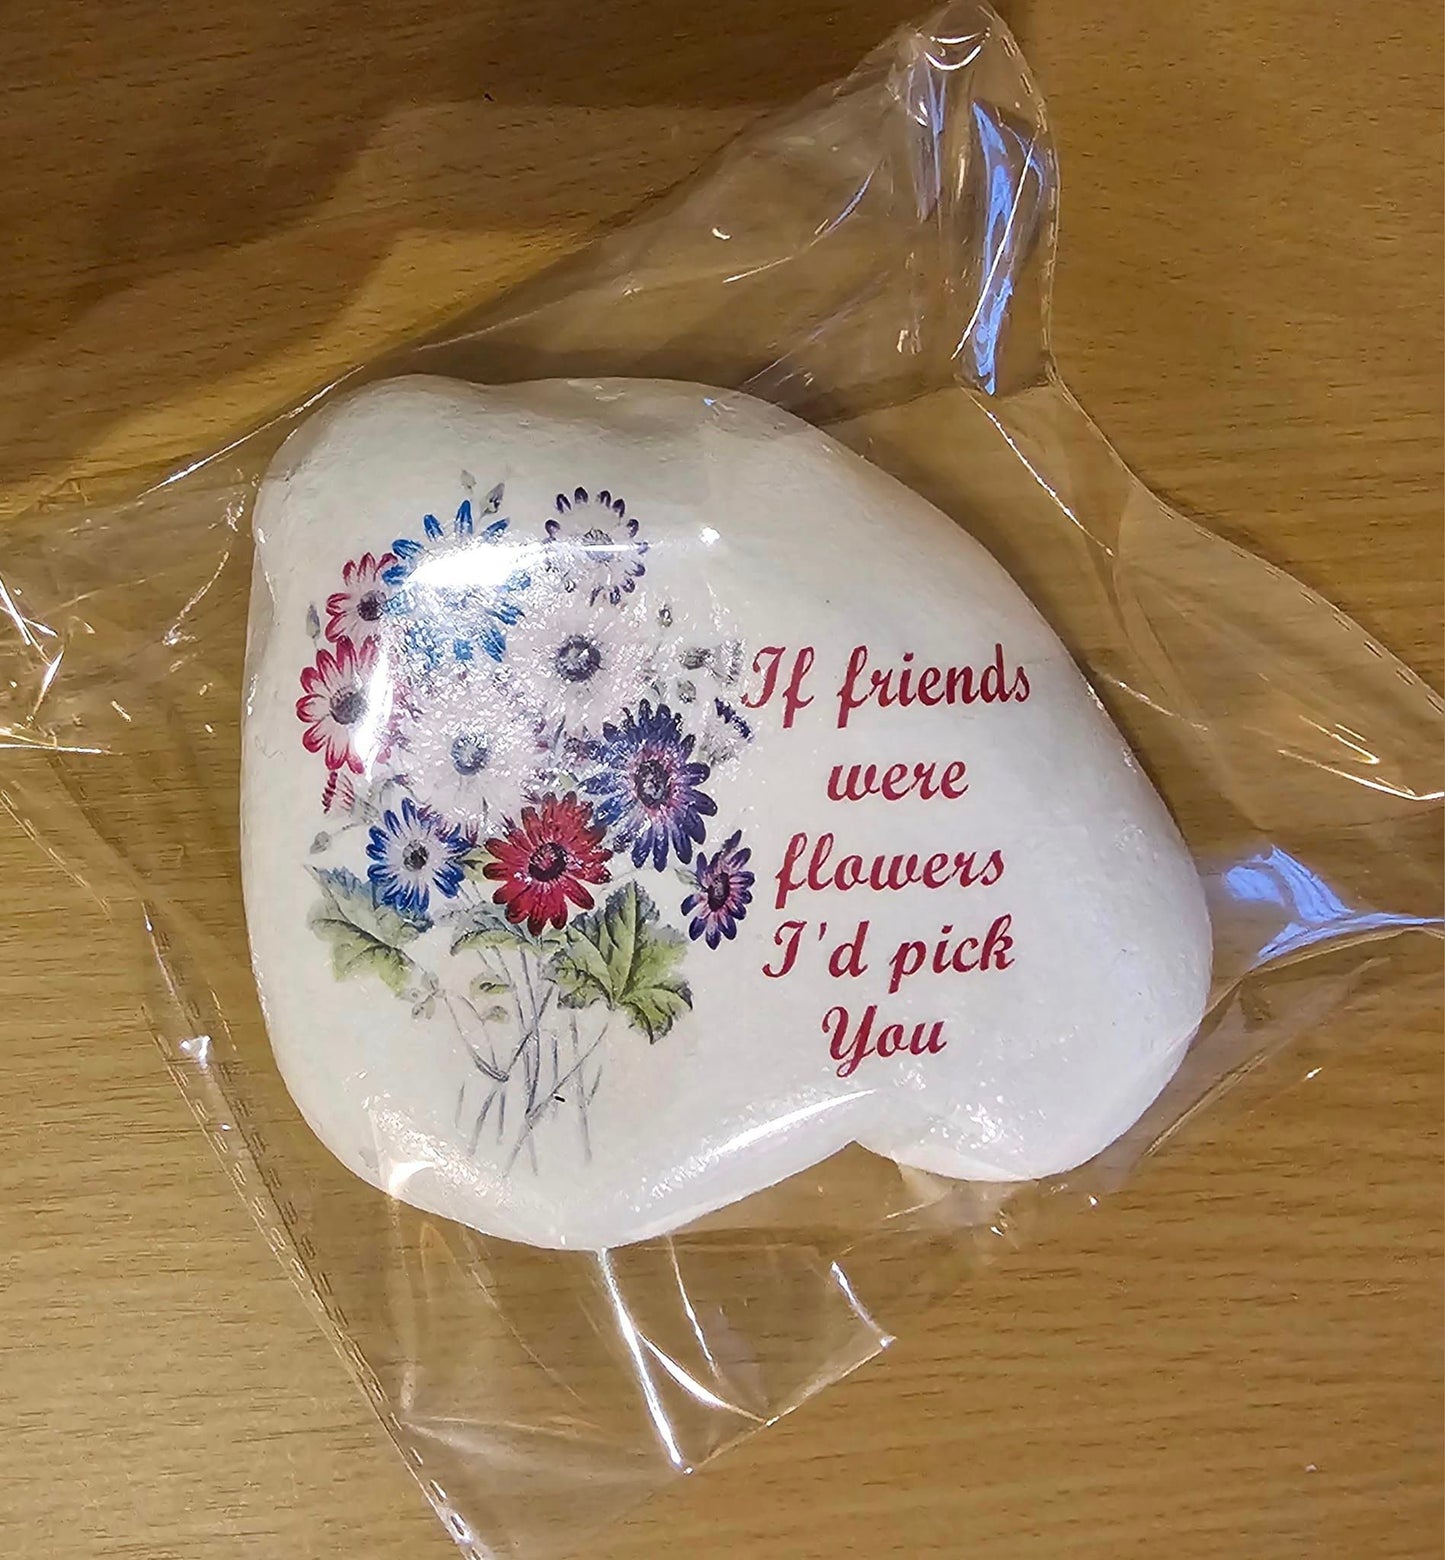 If friends
were
flowers
I'd pick
You